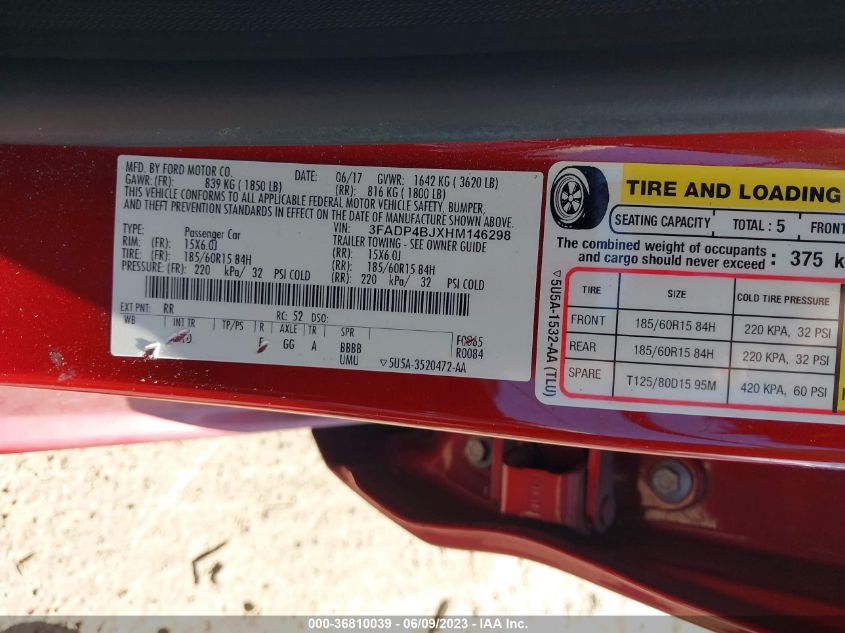 MFD. BY FORD MOTOR CO.
DATE: 06/17 GVWR: 1642 KG ( 3620 LB)
GAWR: (FR): 839 KG ( 1850 LB) (RR): 816 KG ( 1800 LB)
THIS VEHICLE CONFORMS TO ALL APPLICABLE FEDERAL MOTOR VEHICLE SAFETY, BUMPER,
AND THEFT PREVENTION STANDARDS IN EFFECT ON THE DATE OF MANUFACTURE SHOWN ABOVE.
VIN: 3FADP4BJXHM146298
TYPE: Passenger Car TRAILER TOWING - SEE OWNER GUIDE
RIM: (FR): 15X6.0J (RR): 15X6.0J
TIRE: (FR): 185/60R15 84H (RR): 185/60R15 84H
(FR): 220 kPa/ 32 PSI COLD (RR): 220 kPa/ 32 PSI COLD
EXT PNT: RR RC: 52 DSO:
WB INT TR TP/PS R AXLE TR SPR
GG A BBBB
UMU
R0084
▽5U5A-3520472-AA
TIRE AND LOADING
SEATING CAPACITY TOTAL : 5 FRONT
The combined weight of occupants
and cargo should never exceed : 375 k
TIRE SIZE COLD TIRE PRESSURE
FRONT 185/60R15 84H 220 KPA, 32 PSI
REAR 185/60R15 84H 220 KPA, 32 PSI
SPARE T125/80D15 95M 420 KPA, 60 PSI
▽5U5A-1532-AA (TLU)
000-36810039 - 06/09/2023 - IAAI Inc.